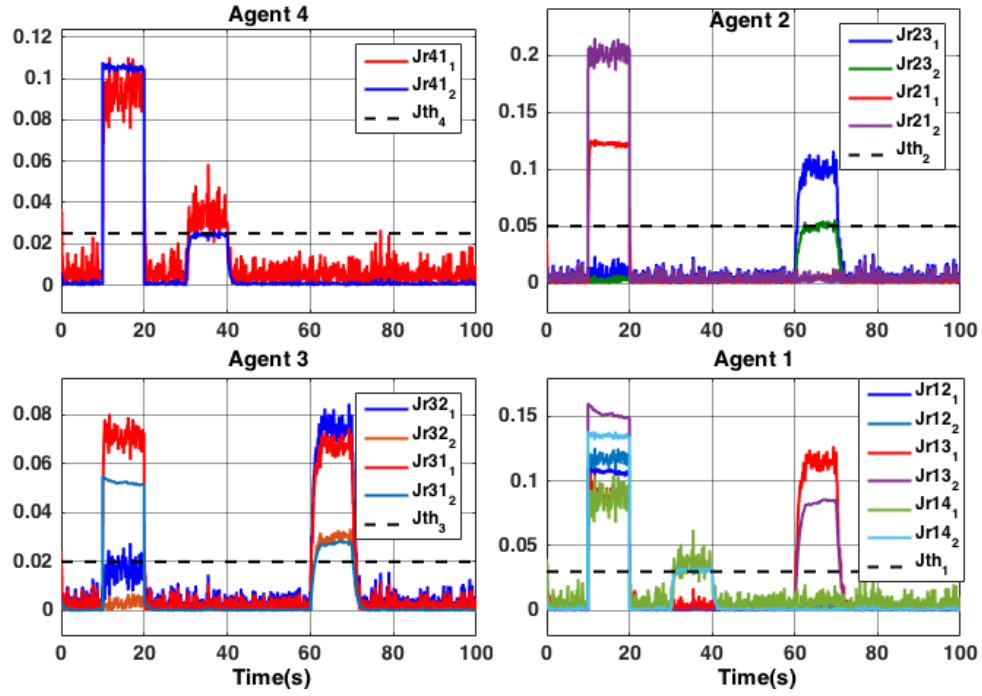 Agent 4
0.12
0.1
0.08
0.06
0.04
0.02
0
0 20 40 60 80 100
Jr41₁
Jr41₂
Jth₄
Agent 2
0.2
0.15
0.1
0.05
0
0 20 40 60 80 100
Jr23₁
Jr23₂
Jr21₁
Jr21₂
Jth₂
Agent 3
0.08
0.06
0.04
0.02
0
0 20 40 60 80 100
Time(s)
Jr32₁
Jr32₂
Jr31₁
Jr31₂
Jth₃
Agent 1
0.15
0.1
0.05
0
0 20 40 60 80 100
Time(s)
Jr12₁
Jr12₂
Jr13₁
Jr13₂
Jr14₁
Jr14₂
Jth₁